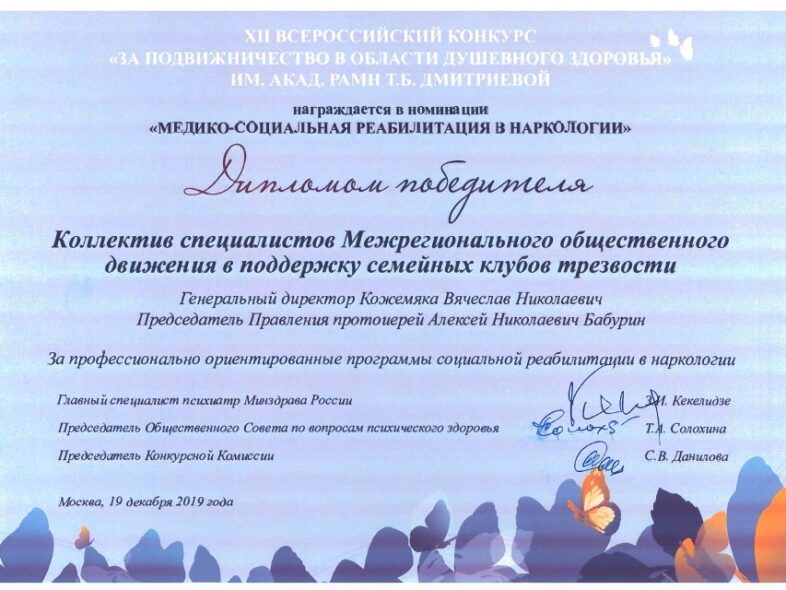 XII ВСЕРОССИЙСКИЙ КОНКУРС
«ЗА ПОДВИЖНИЧЕСТВО В ОБЛАСТИ ДУШЕВНОГО ЗДОРОВЬЯ»
ИМ. АКАД. РАМН Т.Б. ДМИТРИЕВОЙ
награждается в номинации
«МЕДИКО-СОЦИАЛЬНАЯ РЕАБИЛИТАЦИЯ В НАРКОЛОГИИ»
Дипломом победителя
Коллектив специалистов Межрегионального общественного
движения в поддержку семейных клубов трезвости
Генеральный директор Кожемяка Вячеслав Николаевич
Председатель Правления протоиерей Алексей Николаевич Бабурин
За профессионально ориентированные программы социальной реабилитации в наркологии
Главный специалист психиатр Минздрава России З.И. Кекелидзе
Председатель Общественного Совета по вопросам психического здоровья Т.А. Солохина
Председатель Конкурсной Комиссии С.В. Данилова
Москва, 19 декабря 2019 года